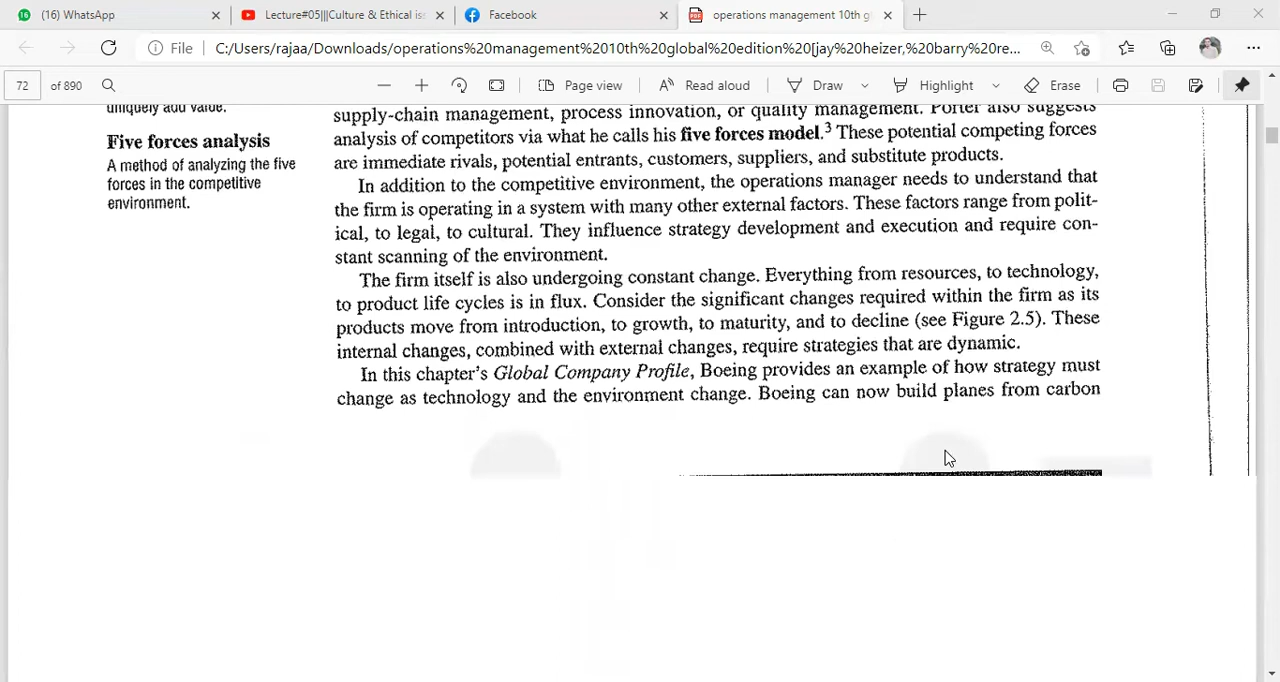 (16) WhatsApp
Lecture#05|||Culture & Ethical is
Facebook
operations management 10th gl
File
C:/Users/rajaa/Downloads/operations%20management%2010th%20global%20edition%20[jay%20heizer,%20barry%20re...
72
of 890
Page view
Read aloud
Draw
Highlight
Erase
uniquely add value.
Five forces analysis
A method of analyzing the five
forces in the competitive
environment.
supply-chain management, process innovation, or quality management. Porter also suggests
analysis of competitors via what he calls his five forces model.3 These potential competing forces
are immediate rivals, potential entrants, customers, suppliers, and substitute products.
In addition to the competitive environment, the operations manager needs to understand that
the firm is operating in a system with many other external factors. These factors range from polit-
ical, to legal, to cultural. They influence strategy development and execution and require con-
stant scanning of the environment.
The firm itself is also undergoing constant change. Everything from resources, to technology,
to product life cycles is in flux. Consider the significant changes required within the firm as its
products move from introduction, to growth, to maturity, and to decline (see Figure 2.5). These
internal changes, combined with external changes, require strategies that are dynamic.
In this chapter's Global Company Profile, Boeing provides an example of how strategy must
change as technology and the environment change. Boeing can now build planes from carbon